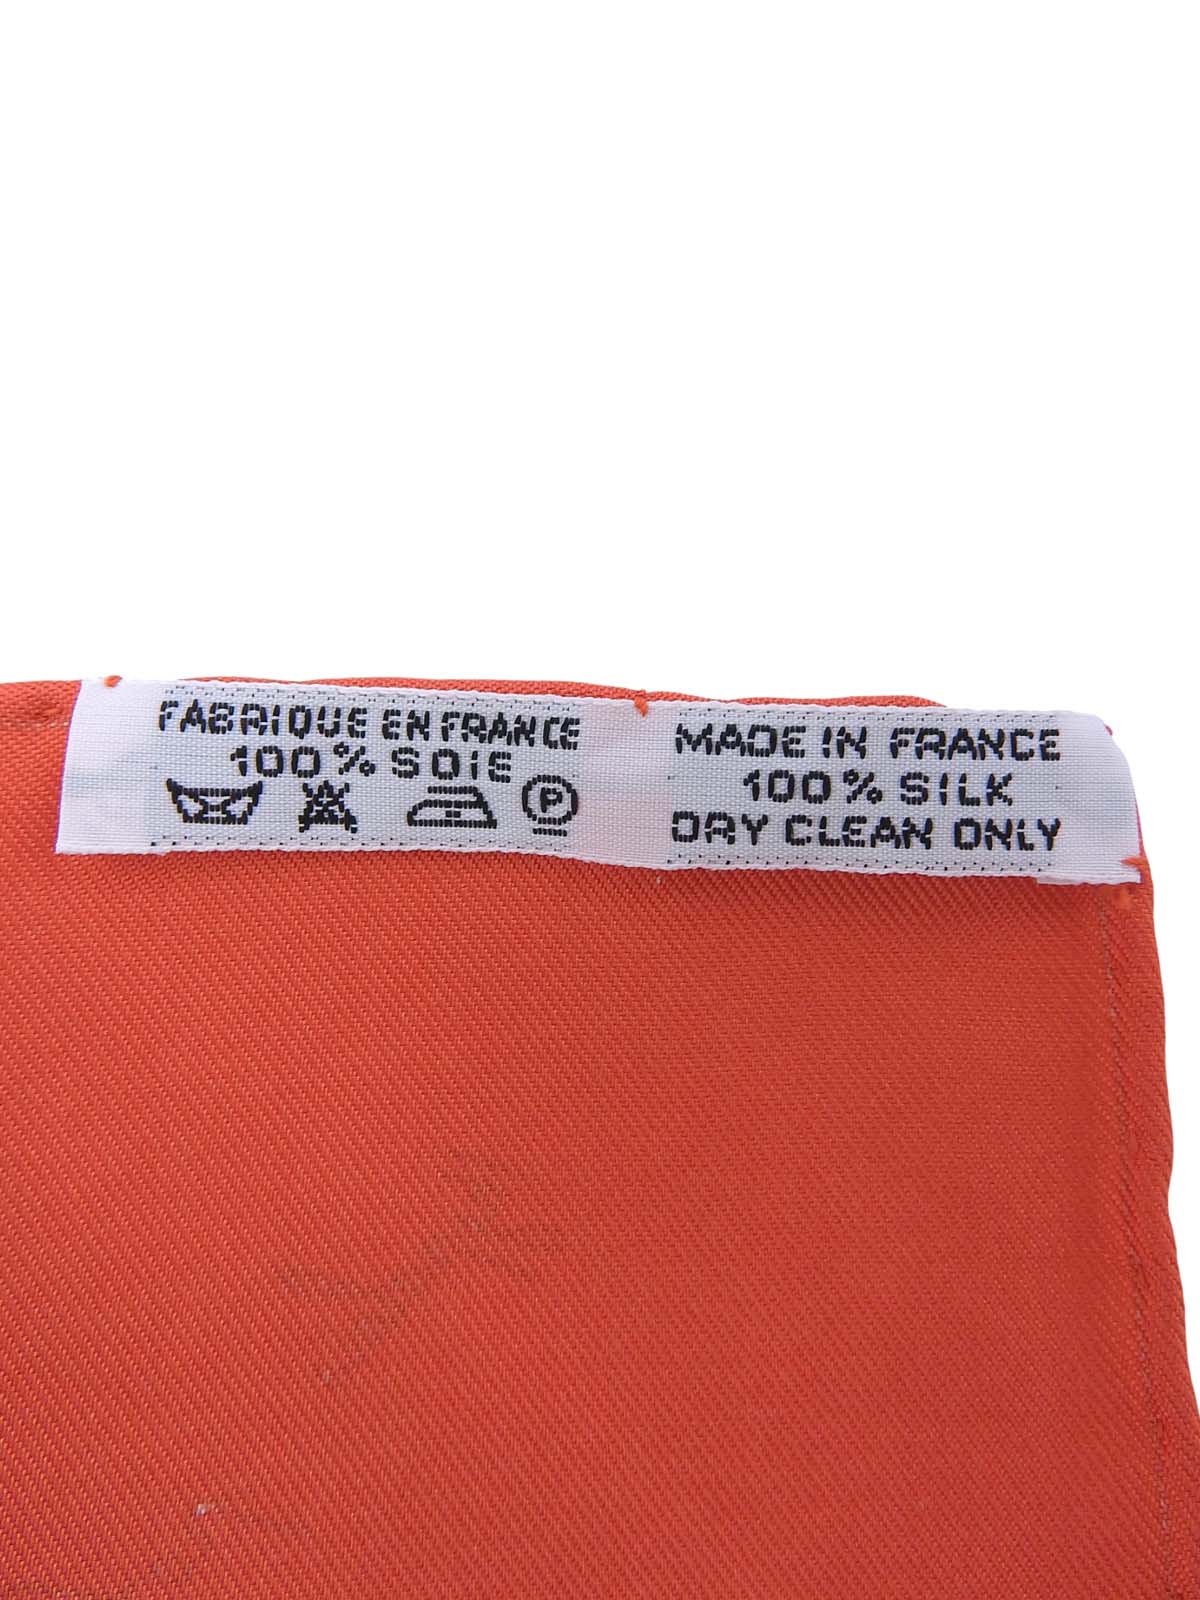 FABRIQUE EN FRANCE
100% SOIE
P
MADE IN FRANCE
100% SILK
DRY CLEAN ONLY